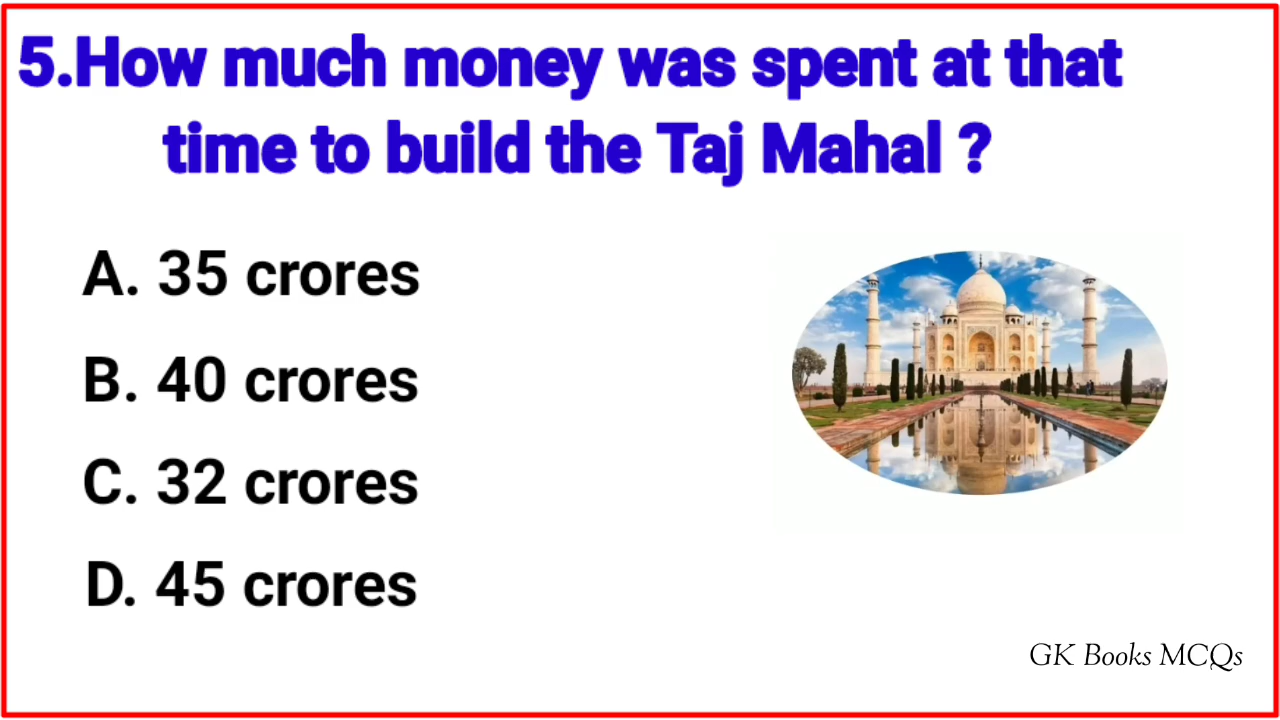 5.How much money was spent at that
time to build the Taj Mahal ?
A. 35 crores
B. 40 crores
C. 32 crores
D. 45 crores
GK Books MCQs